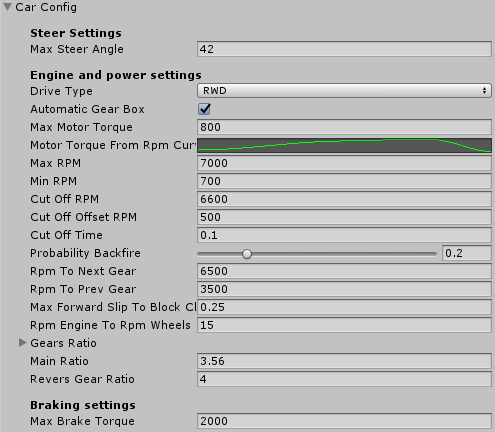 Car Config
Steer Settings
Max Steer Angle 42
Engine and power settings
Drive Type RWD
Automatic Gear Box
Max Motor Torque 800
Motor Torque From Rpm Cur
Max RPM 7000
Min RPM 700
Cut Off RPM 6600
Cut Off Offset RPM 500
Cut Off Time 0.1
Probability Backfire 0.2
Rpm To Next Gear 6500
Rpm To Prev Gear 3500
Max Forward Slip To Block Cl 0.25
Rpm Engine To Rpm Wheels 15
Gears Ratio
Main Ratio 3.56
Revers Gear Ratio 4
Braking settings
Max Brake Torque 2000